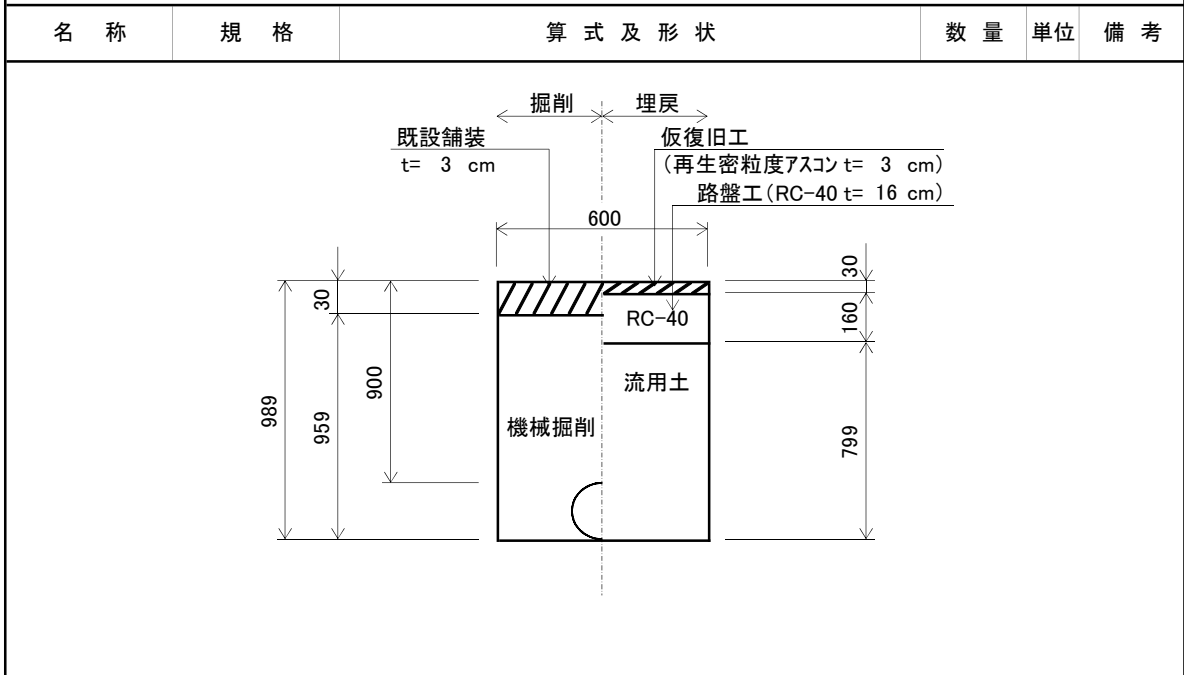 名 称 規 格 算 式 及 形 状 数 量 単位 備 考
掘削 埋戻
既設舗装
t= 3 cm
仮復旧工
(再生密粒度アスコン t= 3 cm)
路盤工(RC-40 t= 16 cm)
600
30
30
160
RC-40
流用土
機械掘削
989
959
900
799